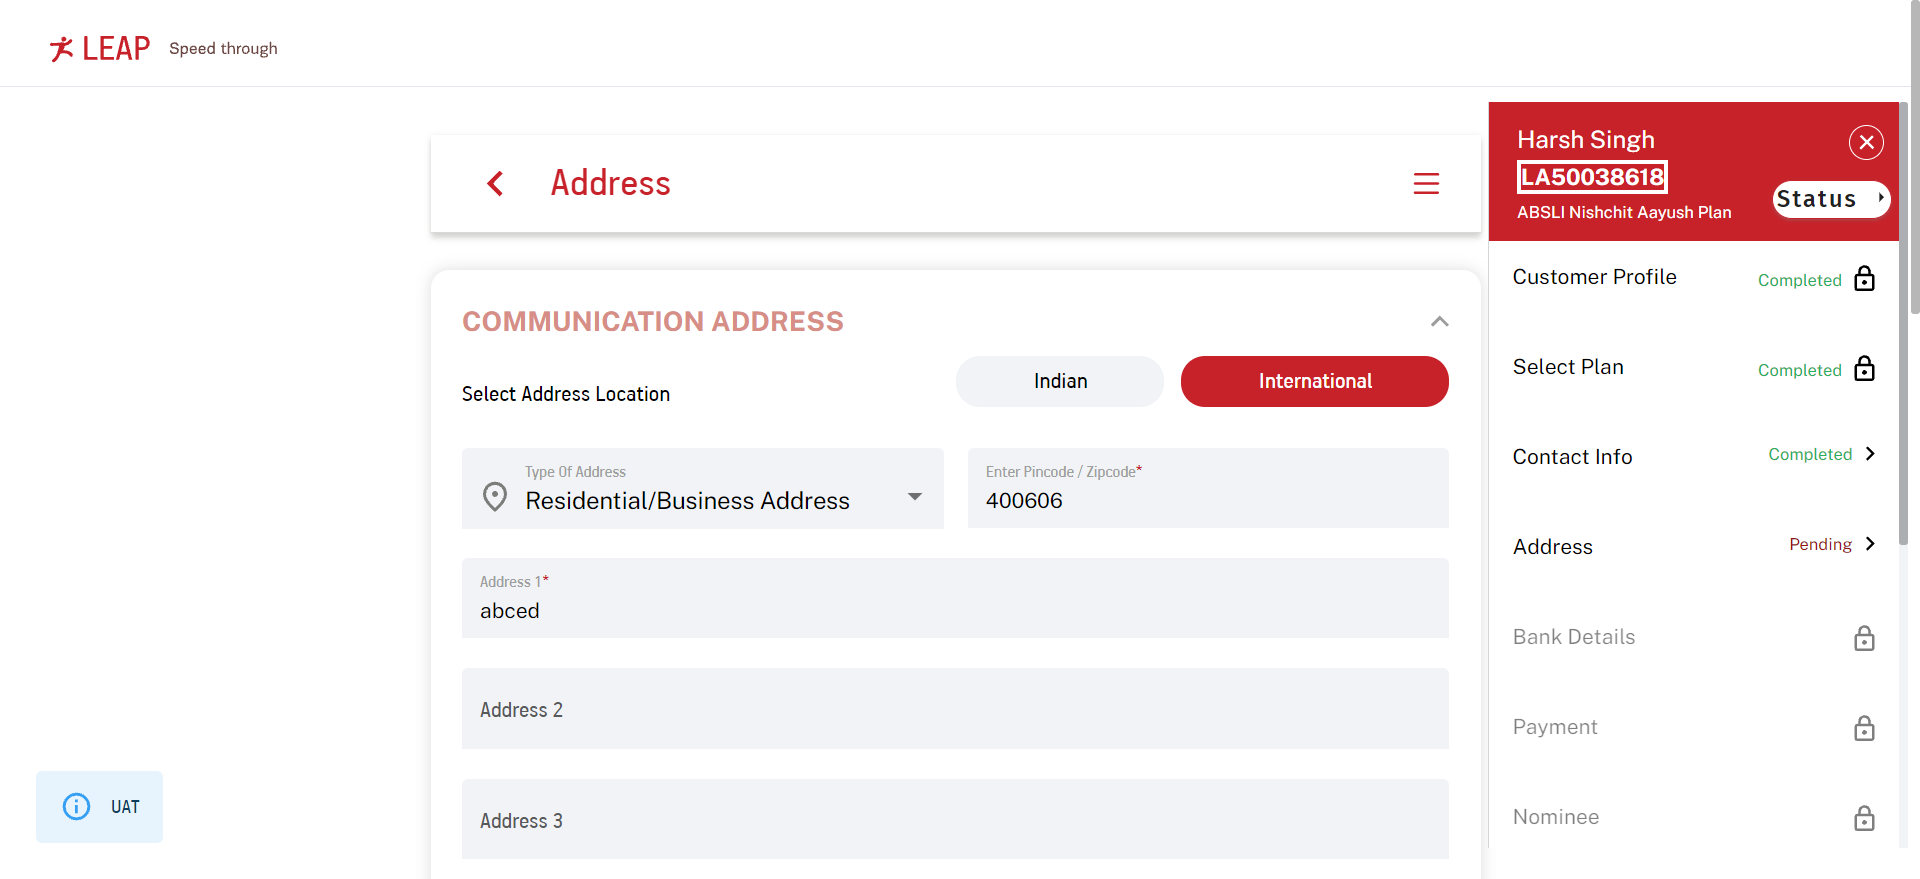 LEAP Speed through
Address
Harsh Singh
LA50038618
Status
ABSLI Nishchit Aayush Plan
COMMUNICATION ADDRESS
Select Address Location
Indian
International
Type Of Address
Residential/Business Address
Enter Pincode / Zipcode*
400606
Address 1*
abced
Address 2
Address 3
Customer Profile Completed
Select Plan Completed
Contact Info Completed
Address Pending
Bank Details
Payment
Nominee
UAT